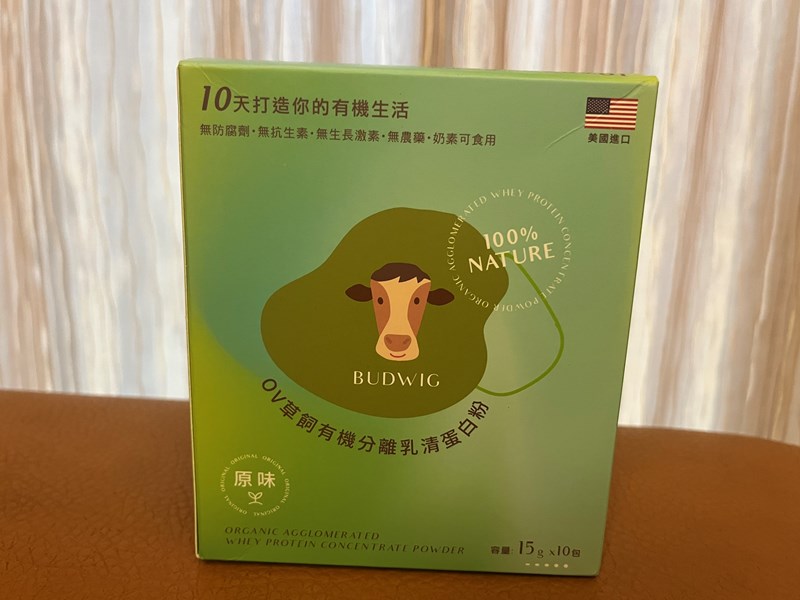 10天打造你的有機生活
無防腐劑・無抗生素・無生長激素・無農藥・奶素可食用
美國進口
ORGANIC AGGLOMERATED WHEY PROTEIN CONCENTRATE POWDER
100%
NATURE
BUDWIG
OV草飼有機分離乳清蛋白粉
ORIGINAL ORIGINAL ORIGINAL ORIGINAL ORIGINAL
原味
ORGANIC AGGLOMERATED
WHEY PROTEIN CONCENTRATE POWDER
容量: 15g x10包